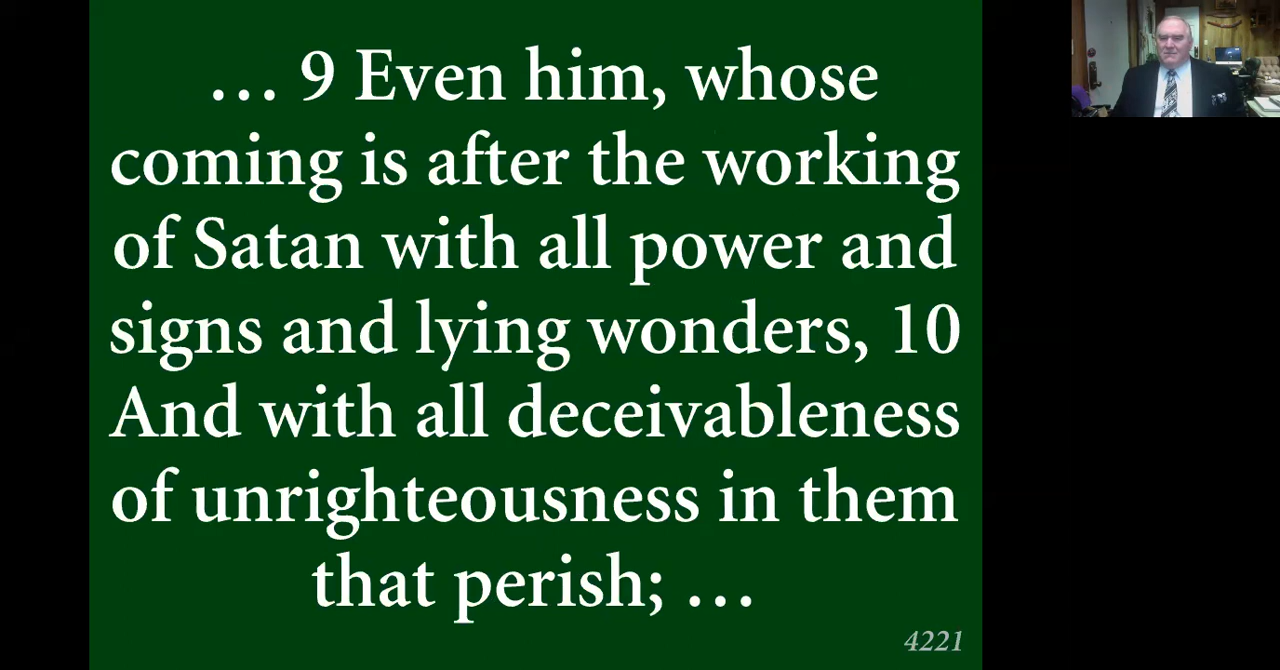 … 9 Even him, whose
coming is after the working
of Satan with all power and
signs and lying wonders, 10
And with all deceivableness
of unrighteousness in them
that perish; …
4221